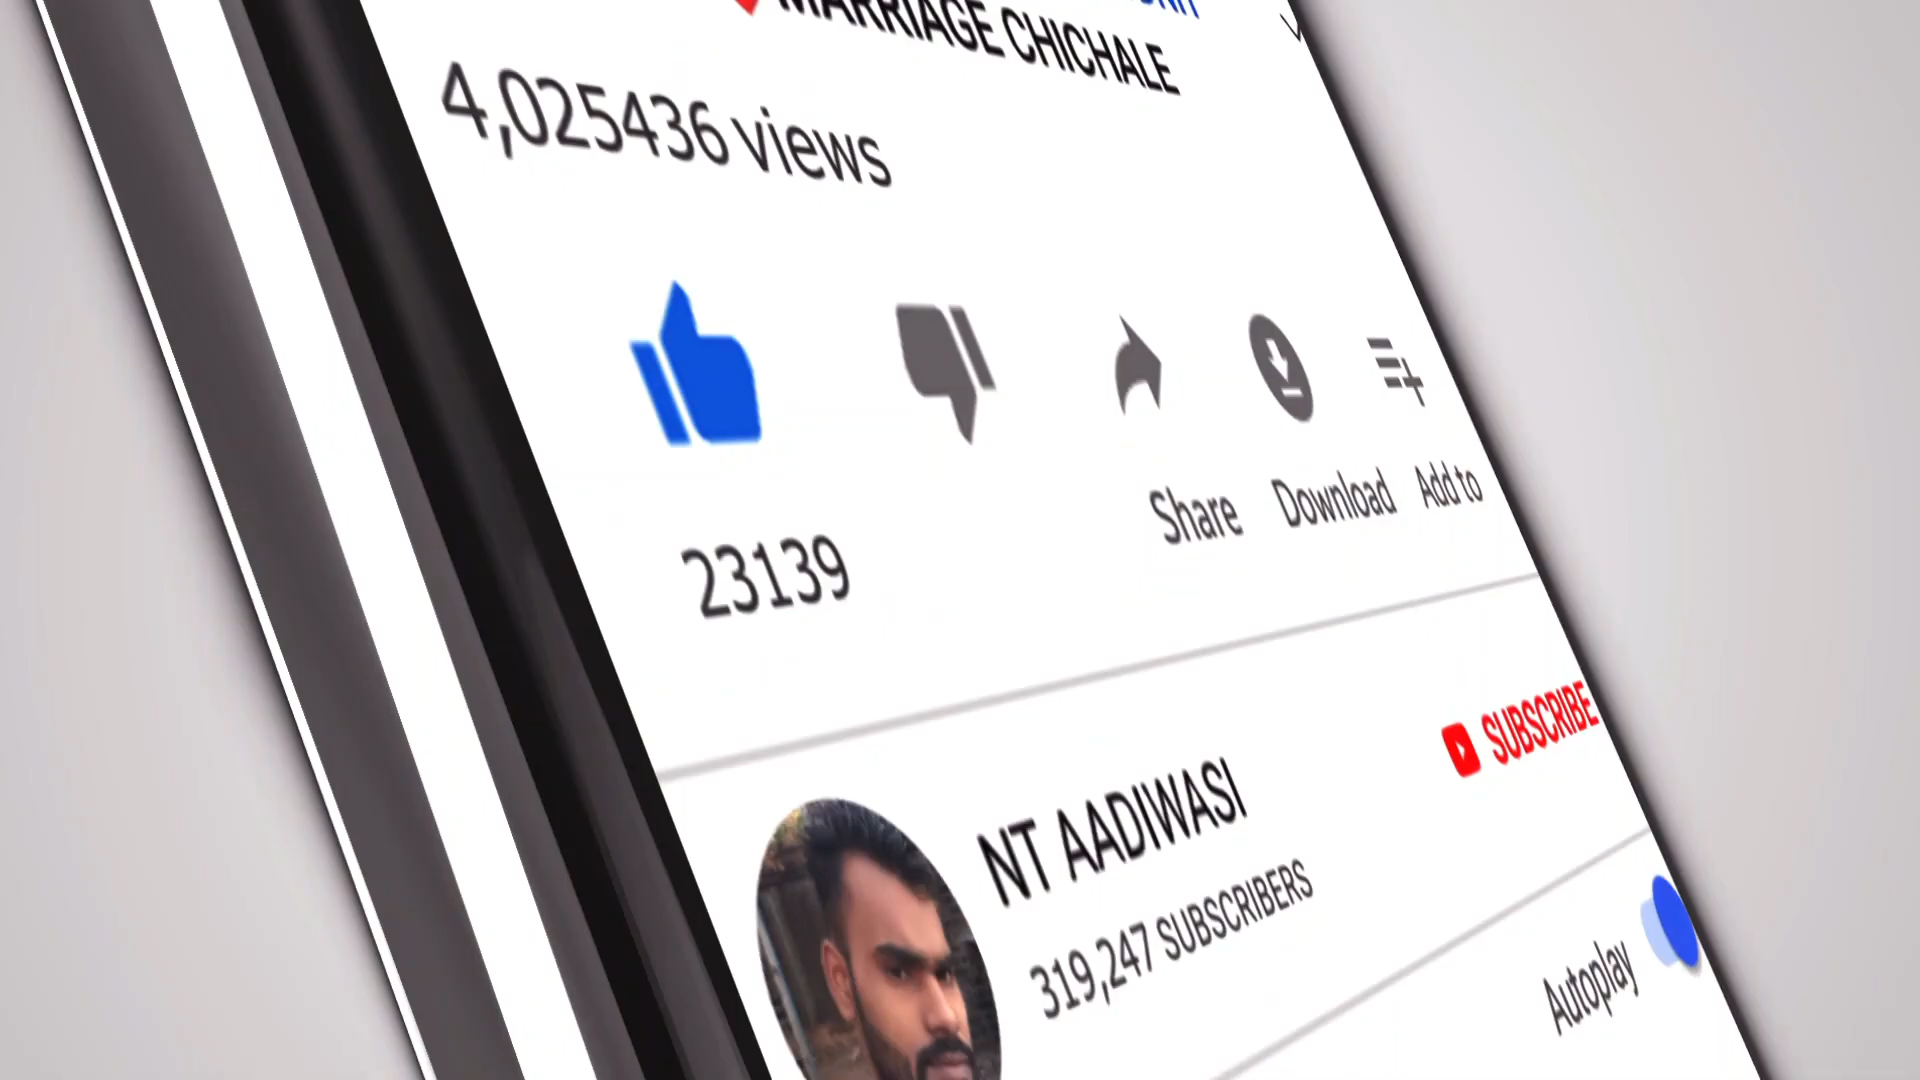 MARRIAGE CHICHALE
4,025436 views
23139
Share
Download
Add to
SUBSCRIBE
NT AADIWASI
319,247 SUBSCRIBERS
Autoplay